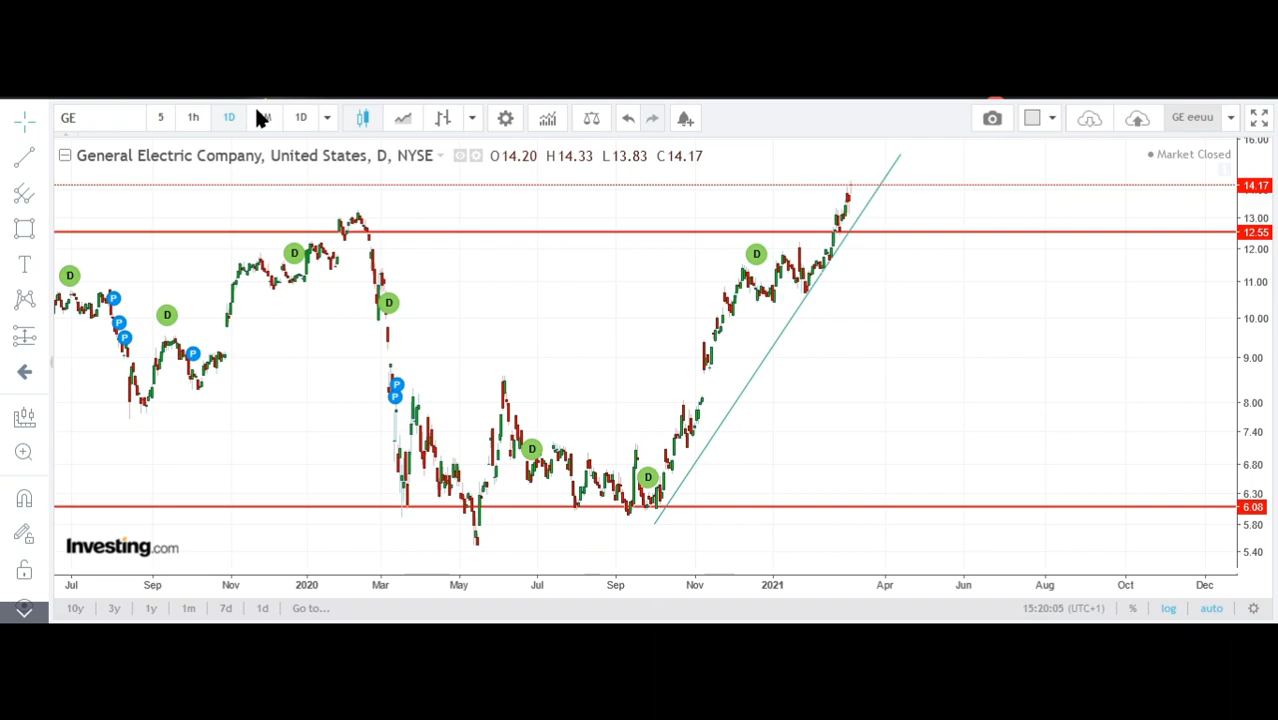 GE 5 1h 1D 1D GE eeuu
General Electric Company, United States, D, NYSE O14.20 H14.33 L13.83 C14.17 Market Closed
16.00
14.17
13.00
12.55
12.00
D D
11.00
D D
P
D
10.00
P
P
P
9.00
P
P
8.00
7.40
D
6.80
D
6.30
6.08
5.80
Investing.com
5.40
Jul Sep Nov 2020 Mar May Jul Sep Nov 2021 Apr Jun Aug Oct Dec
10y 3y 1y 1m 7d 1d Go to... 15:20:05 (UTC+1) % log auto